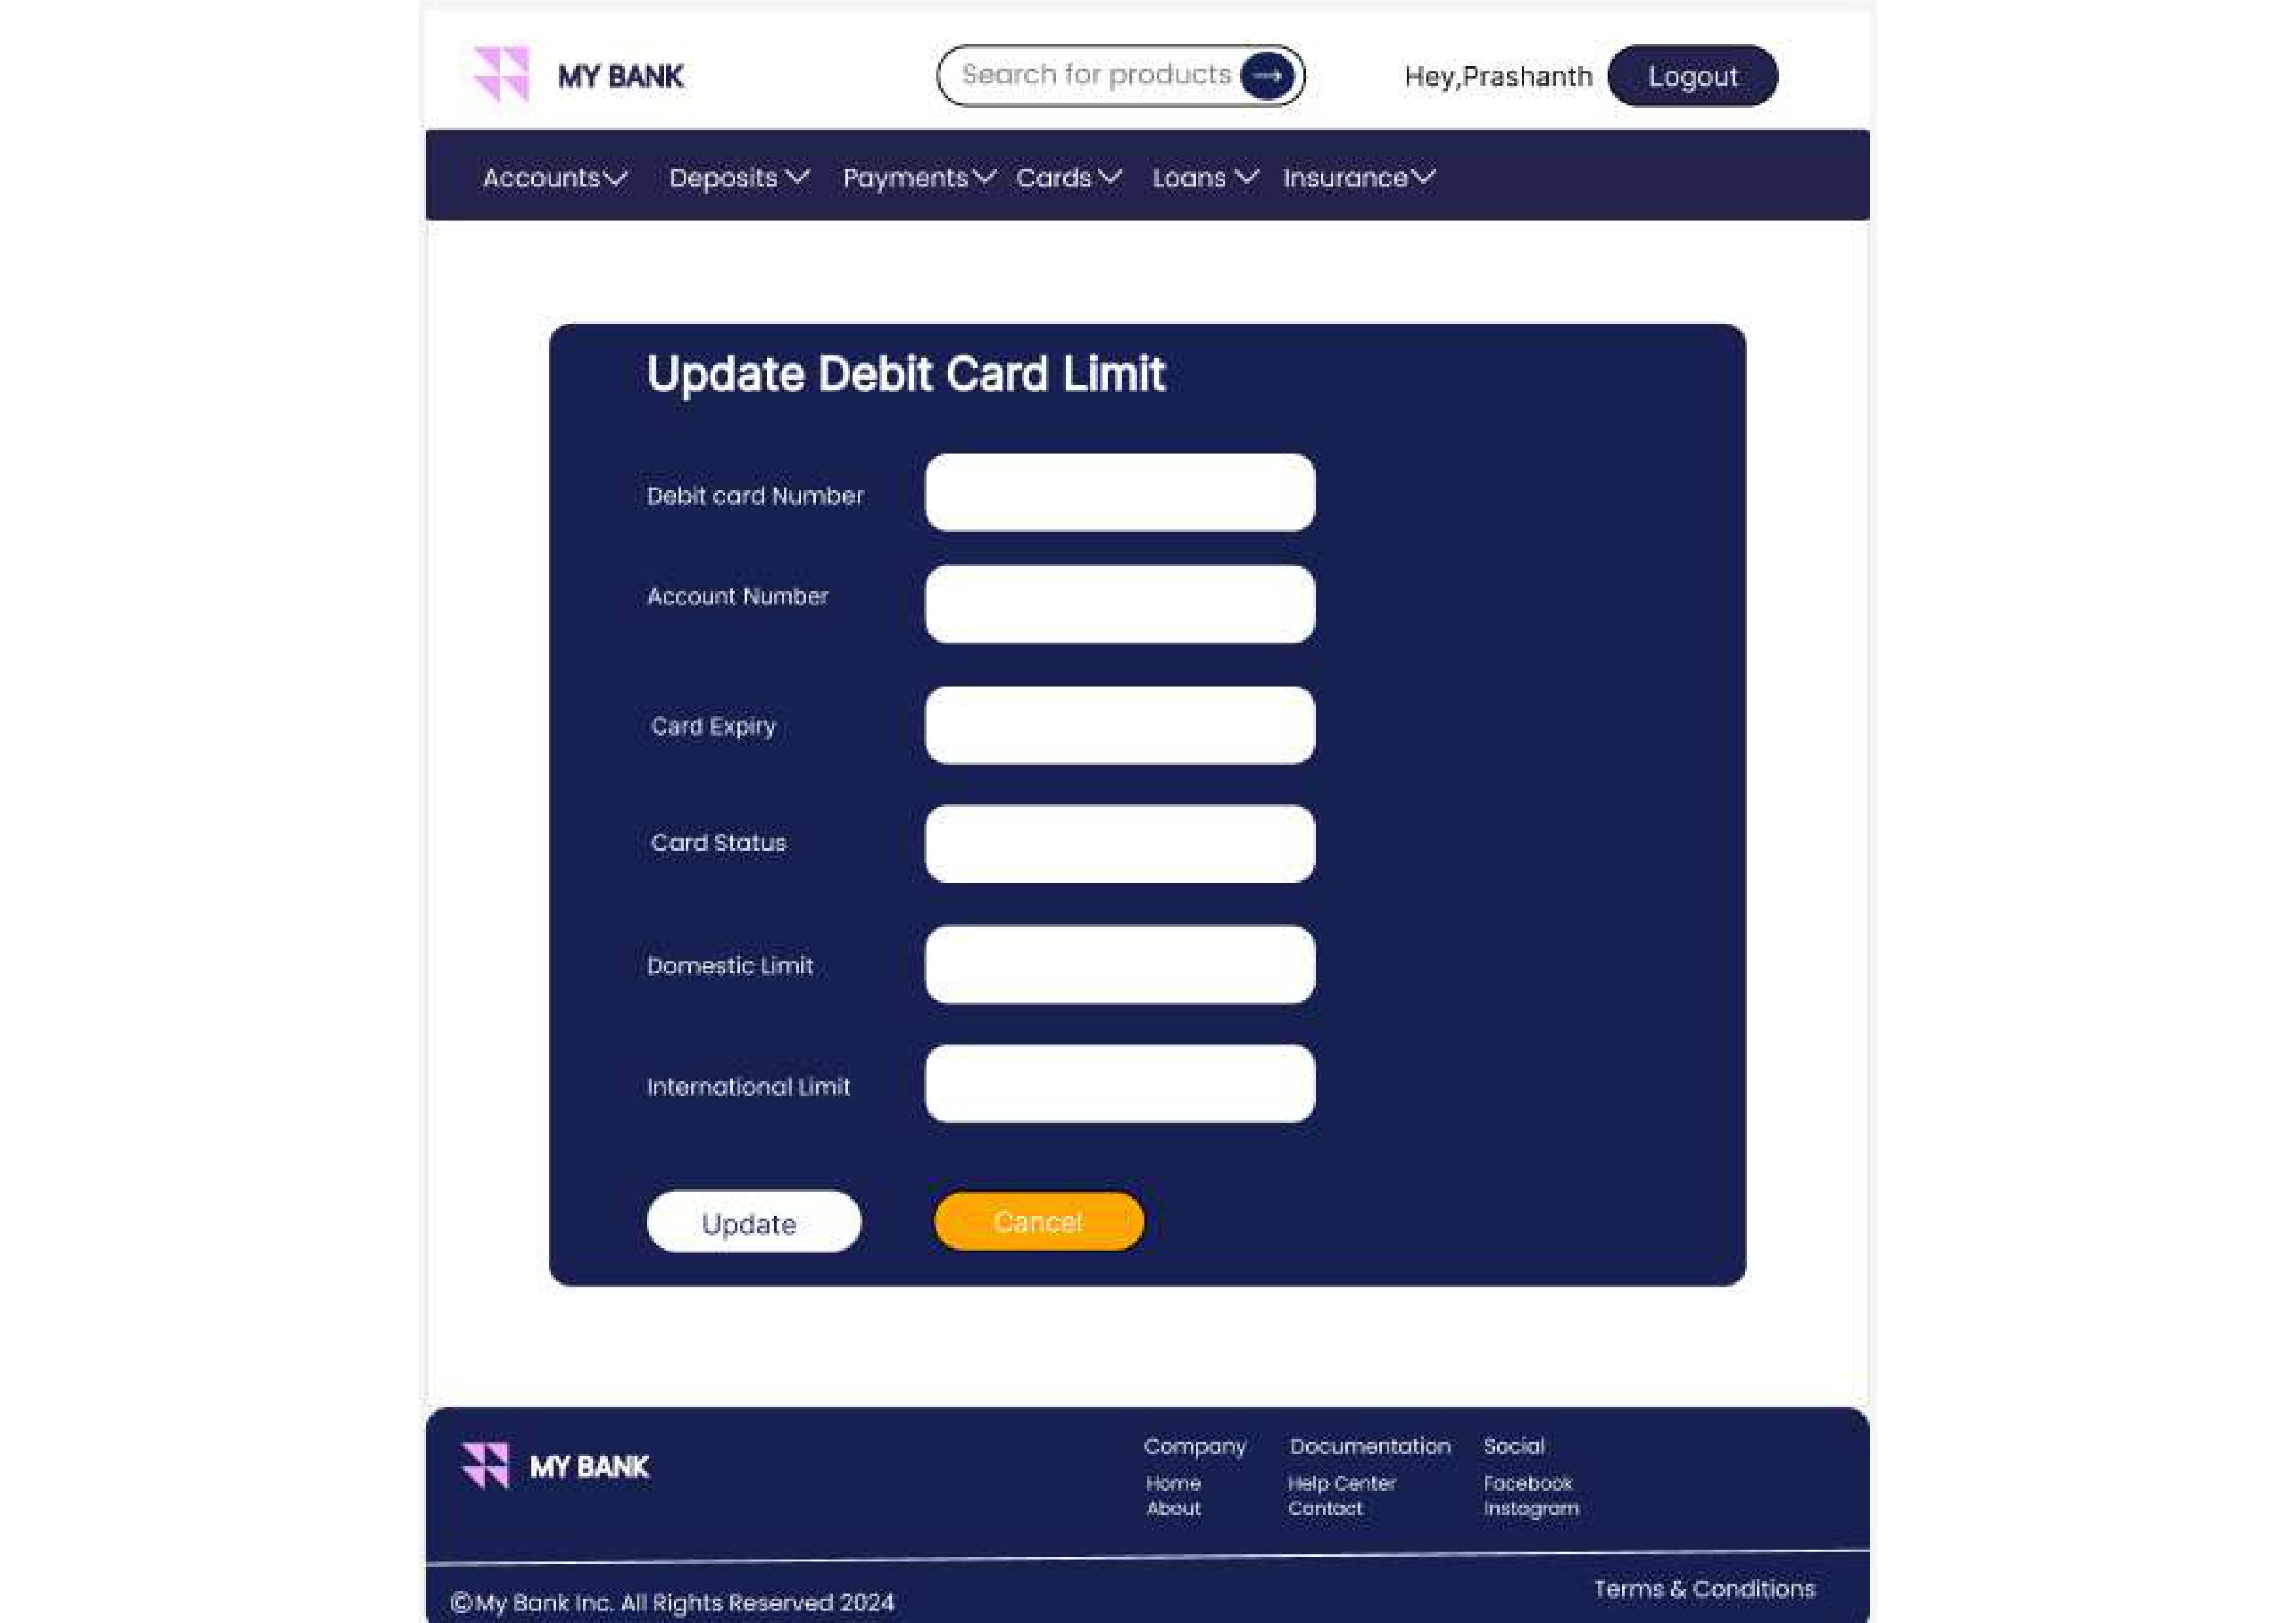 MY BANK
Search for products
Hey,Prashanth
Logout
Accounts Deposits Payments Cards Loans Insurance
Update Debit Card Limit
Debit card Number
Account Number
Card Expiry
Card Status
Domestic Limit
International Limit
Update
Cancel
MY BANK
Company Documentation Social
Home Help Center Facebook
About Contact Instagram
©My Bank Inc. All Rights Reserved 2024
Terms & Conditions